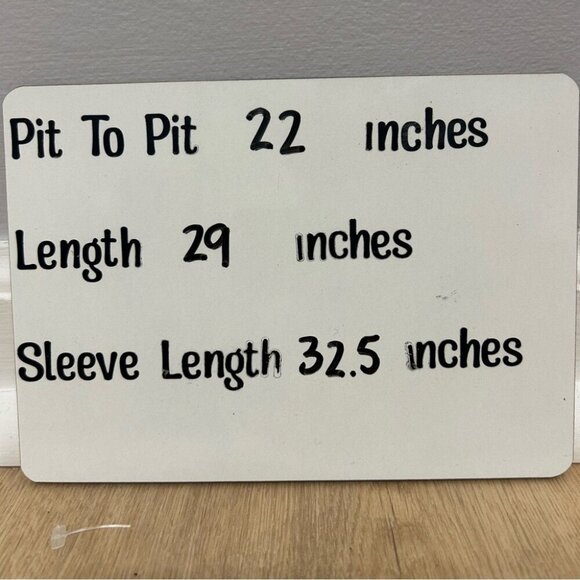 Pit To Pit 22 inches
Length 29 inches
Sleeve Length 32.5 inches